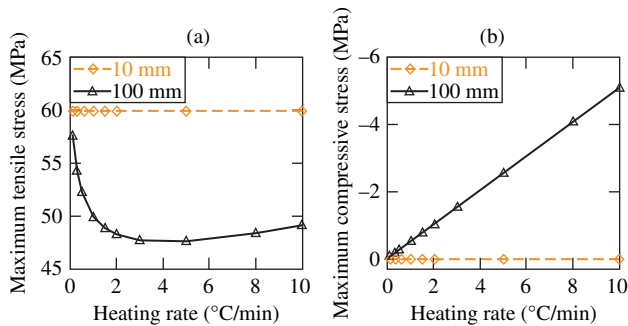 (a)
Maximum tensile stress (MPa)
65
60
55
50
45
10 mm
100 mm
0 2 4 6 8 10
Heating rate (°C/min)
(b)
Maximum compressive stress (MPa)
−6
−4
−2
0
10 mm
100 mm
0 2 4 6 8 10
Heating rate (°C/min)